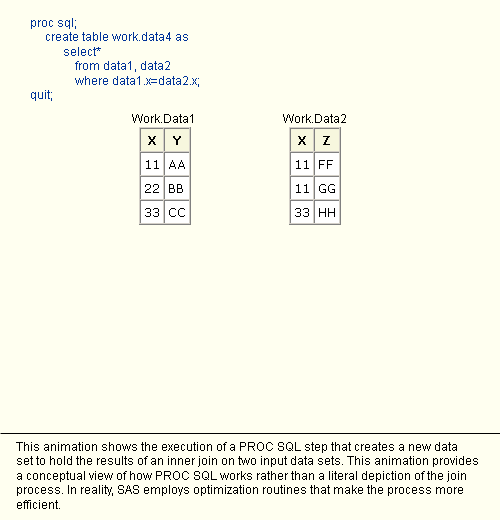 proc sql;
create table work.data4 as
select*
from data1, data2
where data1.x=data2.x;
quit;
Work.Data1 Work.Data2
X Y X Z
11 AA 11 FF
22 BB 11 GG
33 CC 33 HH
This animation shows the execution of a PROC SQL step that creates a new data
set to hold the results of an inner join on two input data sets. This animation provides
a conceptual view of how PROC SQL works rather than a literal depiction of the join
process. In reality, SAS employs optimization routines that make the process more
efficient.